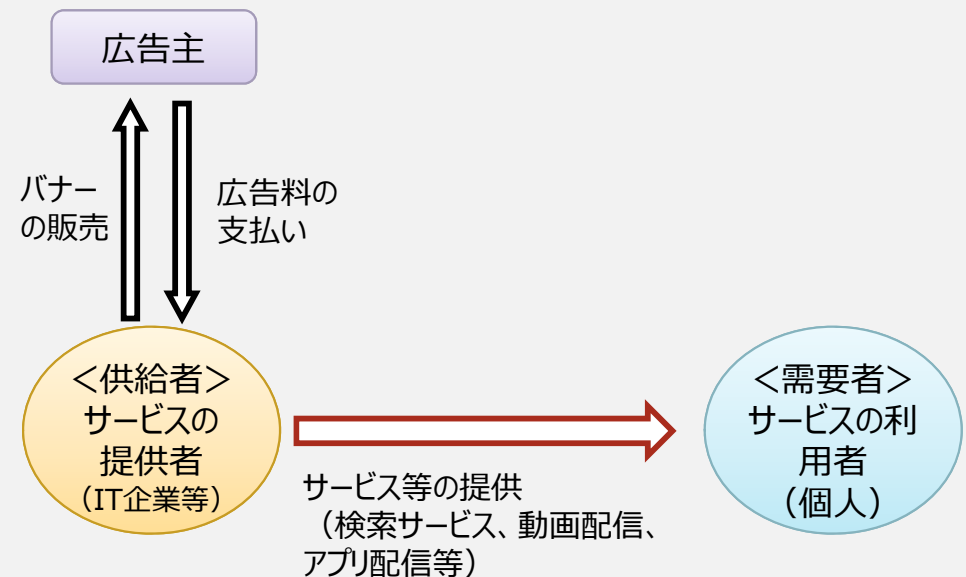 広告主
バナー
の販売
広告料の
支払い
＜供給者＞
サービスの
提供者
（IT企業等）
サービス等の提供
（検索サービス、動画配信、
アプリ配信等）
＜需要者＞
サービスの利
用者
（個人）